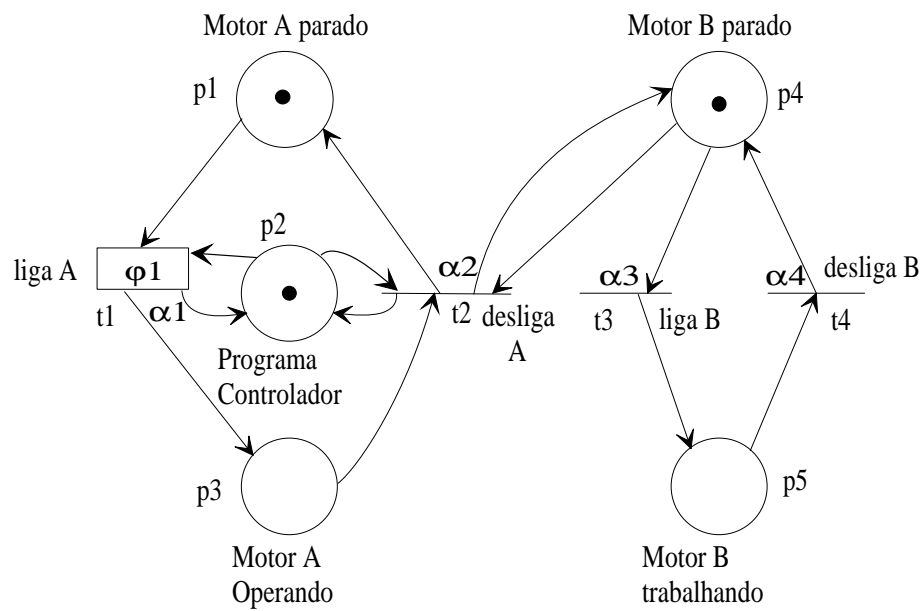 Motor A parado
Motor B parado
p1
p4
p2
liga A
φ1
α2
α3
α4
desliga B
t1
α1
t2
desliga
A
t3
liga B
t4
Programa
Controlador
p3
p5
Motor A
Operando
Motor B
trabalhando